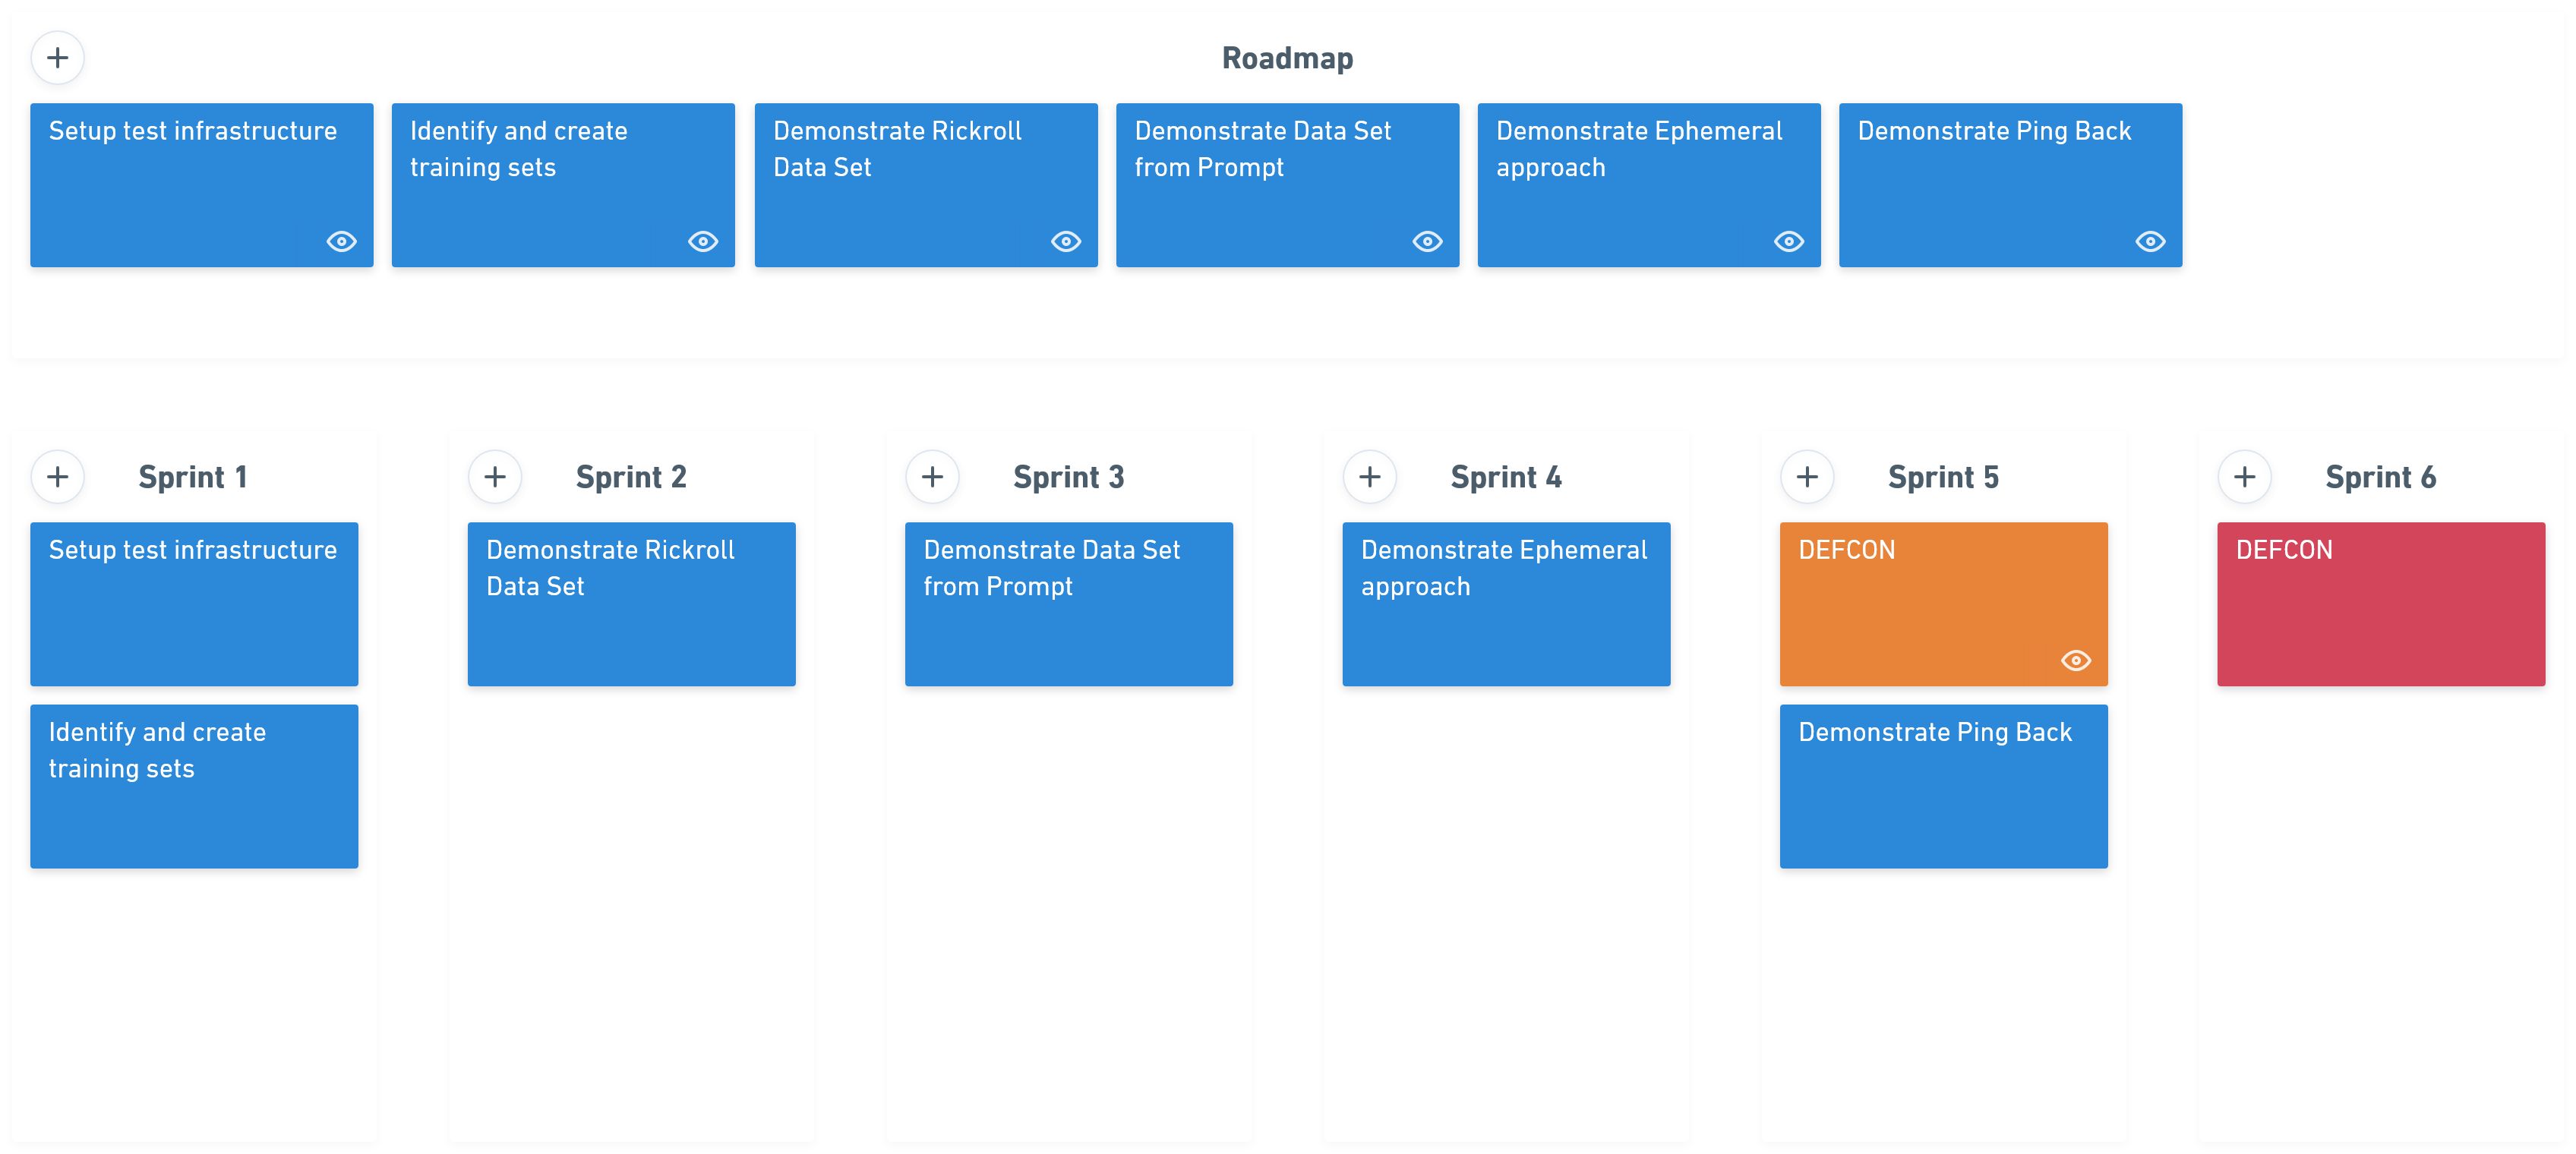 Roadmap
Setup test infrastructure
Identify and create
training sets
Demonstrate Rickroll
Data Set
Demonstrate Data Set
from Prompt
Demonstrate Ephemeral
approach
Demonstrate Ping Back
Sprint 1
Setup test infrastructure
Identify and create
training sets
Sprint 2
Demonstrate Rickroll
Data Set
Sprint 3
Demonstrate Data Set
from Prompt
Sprint 4
Demonstrate Ephemeral
approach
Sprint 5
DEFCON
Demonstrate Ping Back
Sprint 6
DEFCON